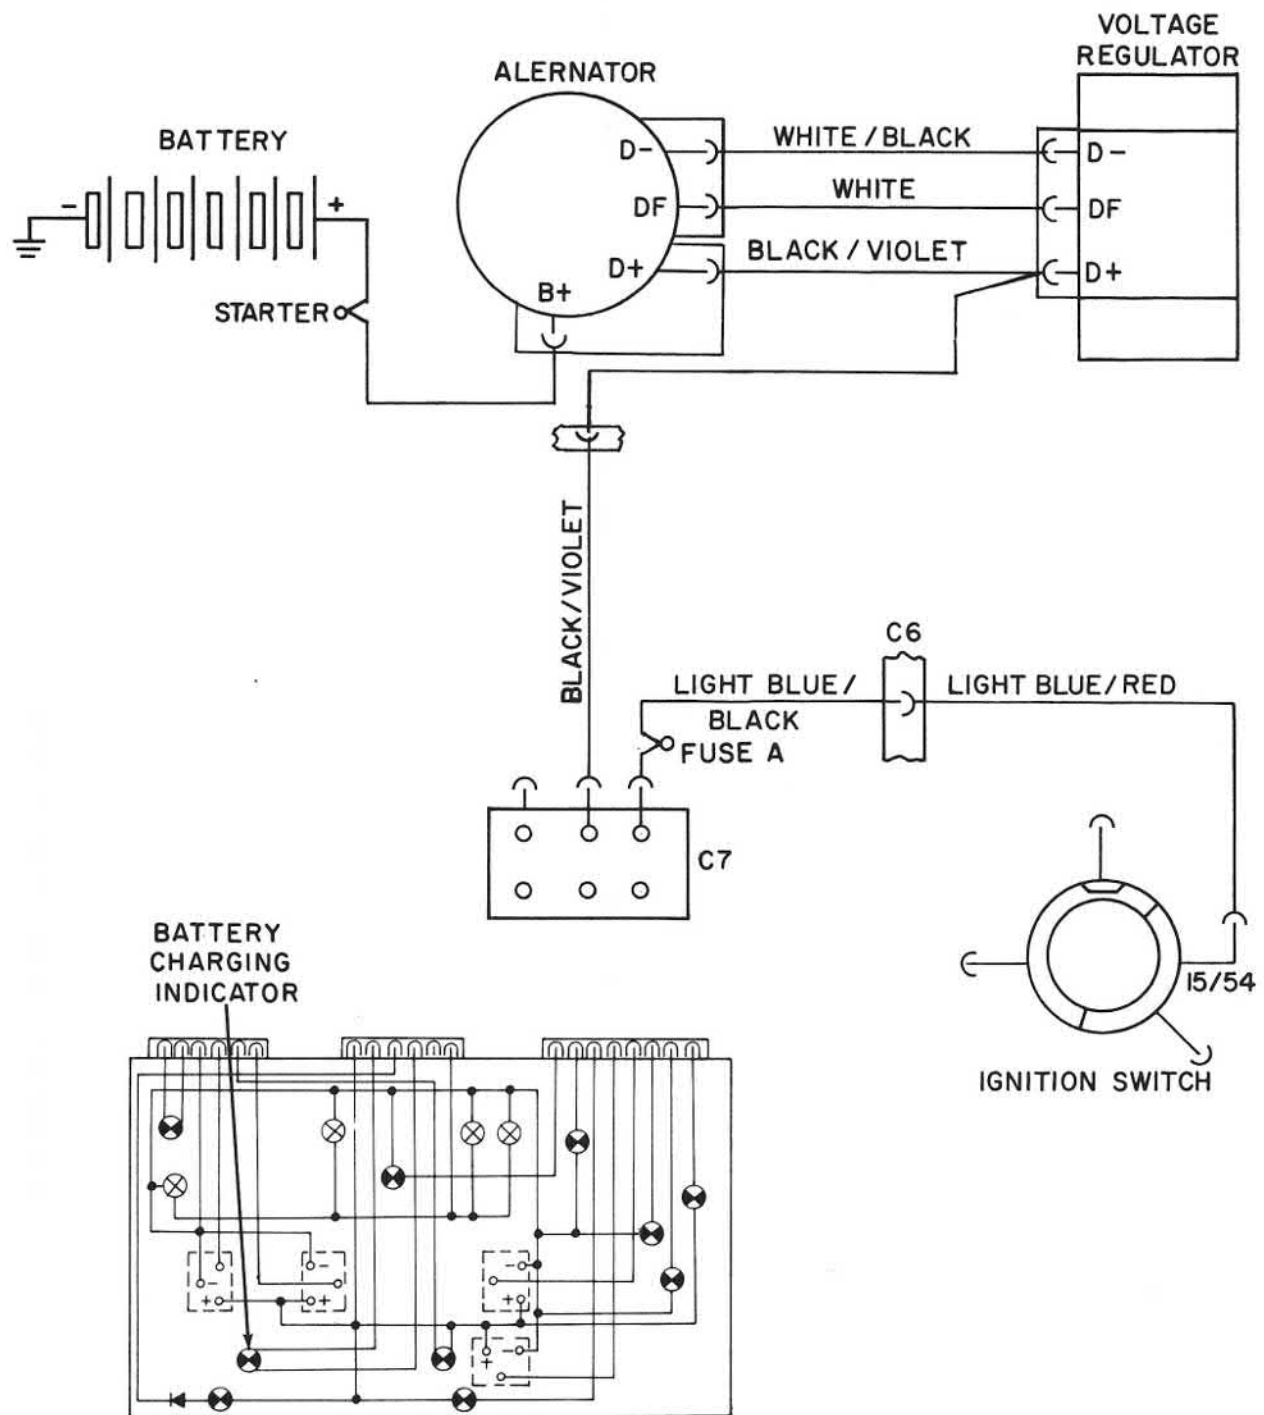 VOLTAGE
REGULATOR
ALERNATOR
BATTERY
- +
STARTER
D-
DF
D+
B+
WHITE / BLACK
WHITE
BLACK / VIOLET
D-
DF
D+
BLACK/VIOLET
C6
LIGHT BLUE/
BLACK
LIGHT BLUE/RED
FUSE A
C7
15/54
IGNITION SWITCH
BATTERY
CHARGING
INDICATOR
- +
- +
- +
+ -